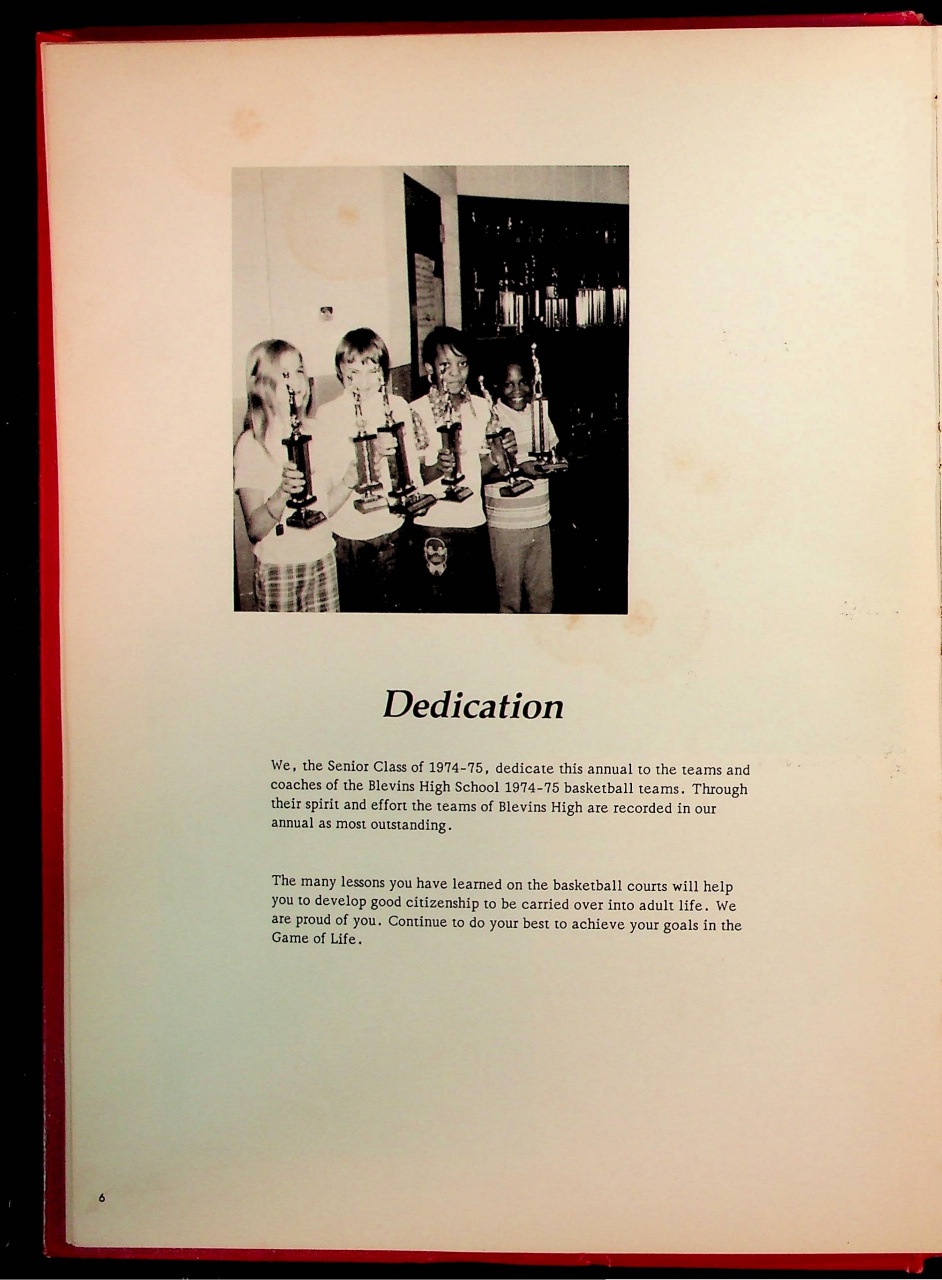 Dedication
We, the Senior Class of 1974-75, dedicate this annual to the teams and
coaches of the Blevins High School 1974-75 basketball teams. Through
their spirit and effort the teams of Blevins High are recorded in our
annual as most outstanding.
The many lessons you have learned on the basketball courts will help
you to develop good citizenship to be carried over into adult life. We
are proud of you. Continue to do your best to achieve your goals in the
Game of Life.
6